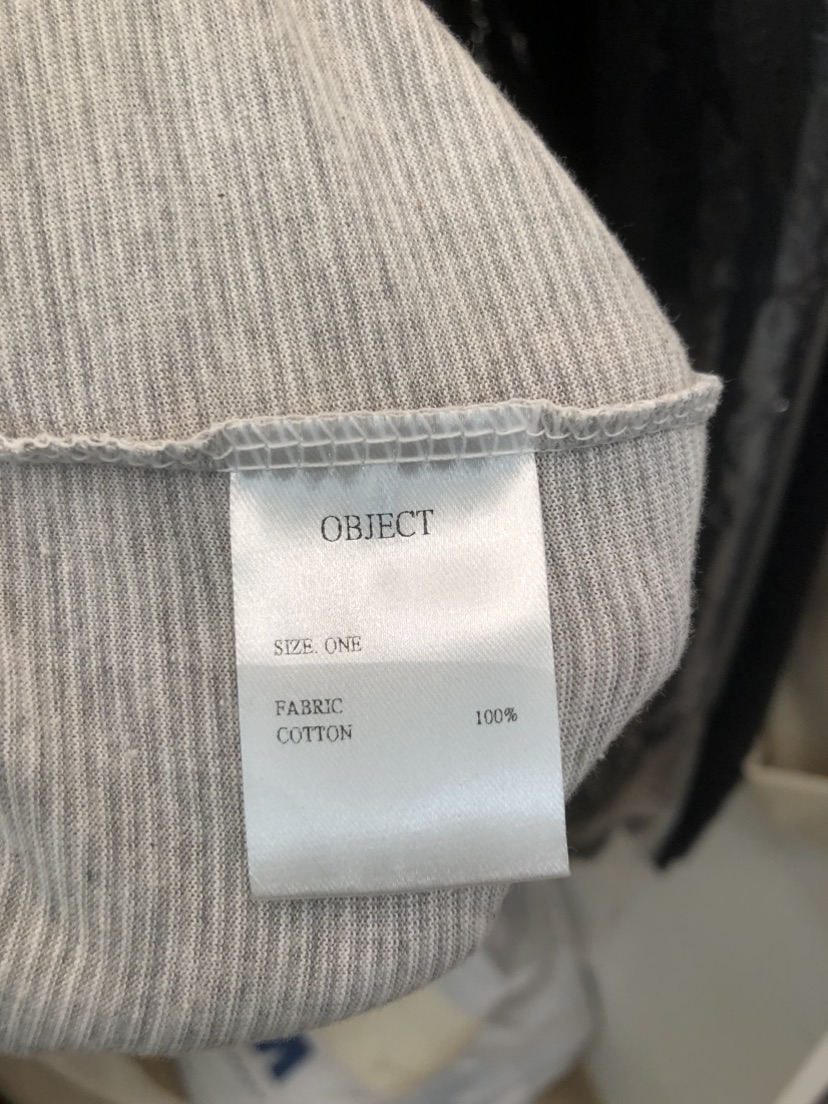 OBJECT
SIZE. ONE
FABRIC
COTTON 100%